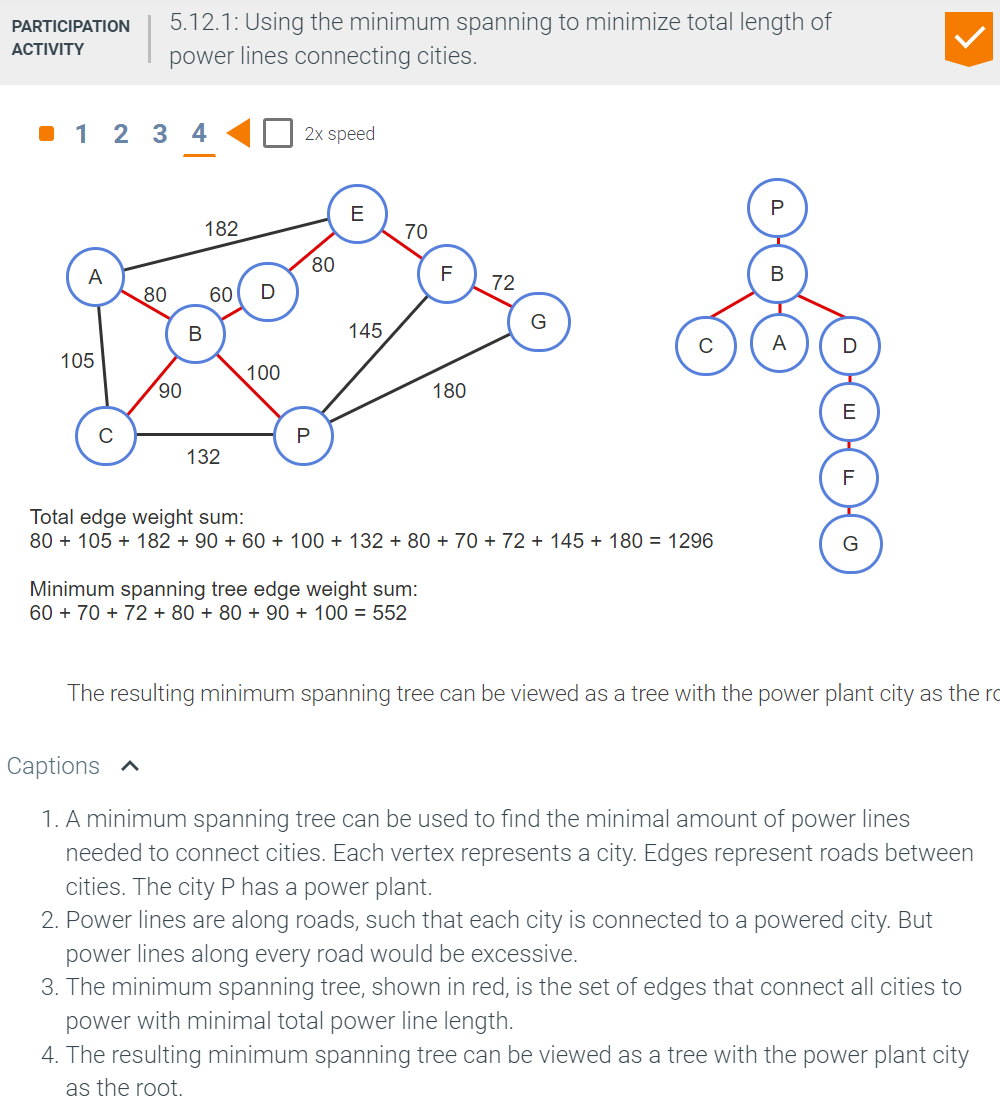 PARTICIPATION
ACTIVITY
5.12.1: Using the minimum spanning to minimize total length of
power lines connecting cities.
1 2 3 4
2x speed
E
182
70
A
80
F
80
60
D
72
B
G
145
105
100
90
180
C
P
132
P
B
C
A
D
E
F
G
Total edge weight sum:
80 + 105 + 182 + 90 + 60 + 100 + 132 + 80 + 70 + 72 + 145 + 180 = 1296
Minimum spanning tree edge weight sum:
60 + 70 + 72 + 80 + 80 + 90 + 100 = 552
The resulting minimum spanning tree can be viewed as a tree with the power plant city as the
Captions
1. A minimum spanning tree can be used to find the minimal amount of power lines
needed to connect cities. Each vertex represents a city. Edges represent roads between
cities. The city P has a power plant.
2. Power lines are along roads, such that each city is connected to a powered city. But
power lines along every road would be excessive.
3. The minimum spanning tree, shown in red, is the set of edges that connect all cities to
power with minimal total power line length.
4. The resulting minimum spanning tree can be viewed as a tree with the power plant city
as the root.